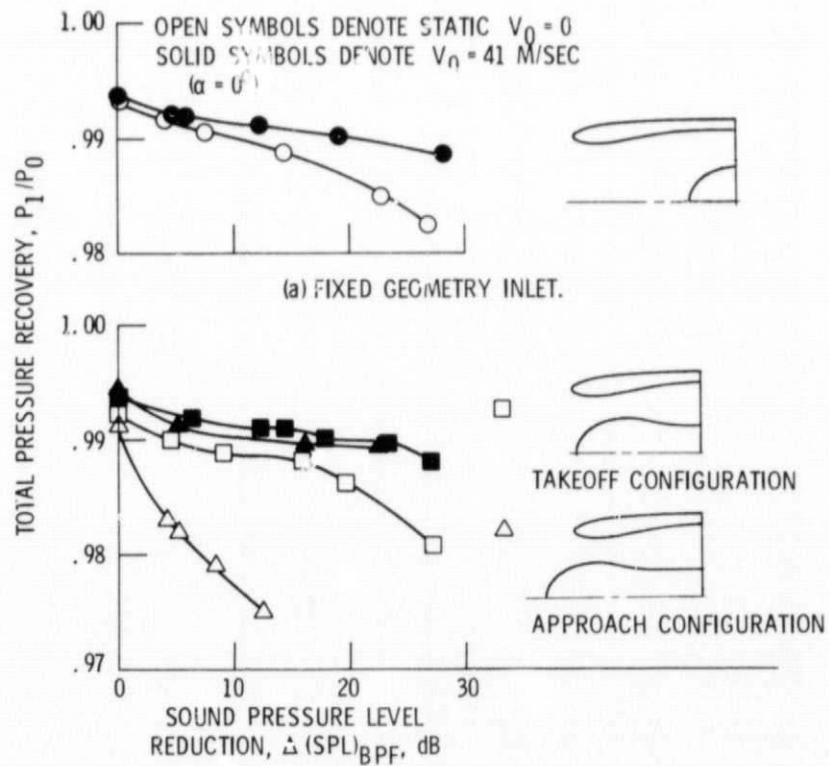 1.00
OPEN SYMBOLS DENOTE STATIC V0 = 0
SOLID SYMBOLS DENOTE V0 = 41 M/SEC
(α = 0°)
.99
.98
(a) FIXED GEOMETRY INLET.
TOTAL PRESSURE RECOVERY, P1/P0
1.00
.99
TAKEOFF CONFIGURATION
.98
APPROACH CONFIGURATION
.97
0 10 20 30
SOUND PRESSURE LEVEL
REDUCTION, Δ(SPL)BPF, dB